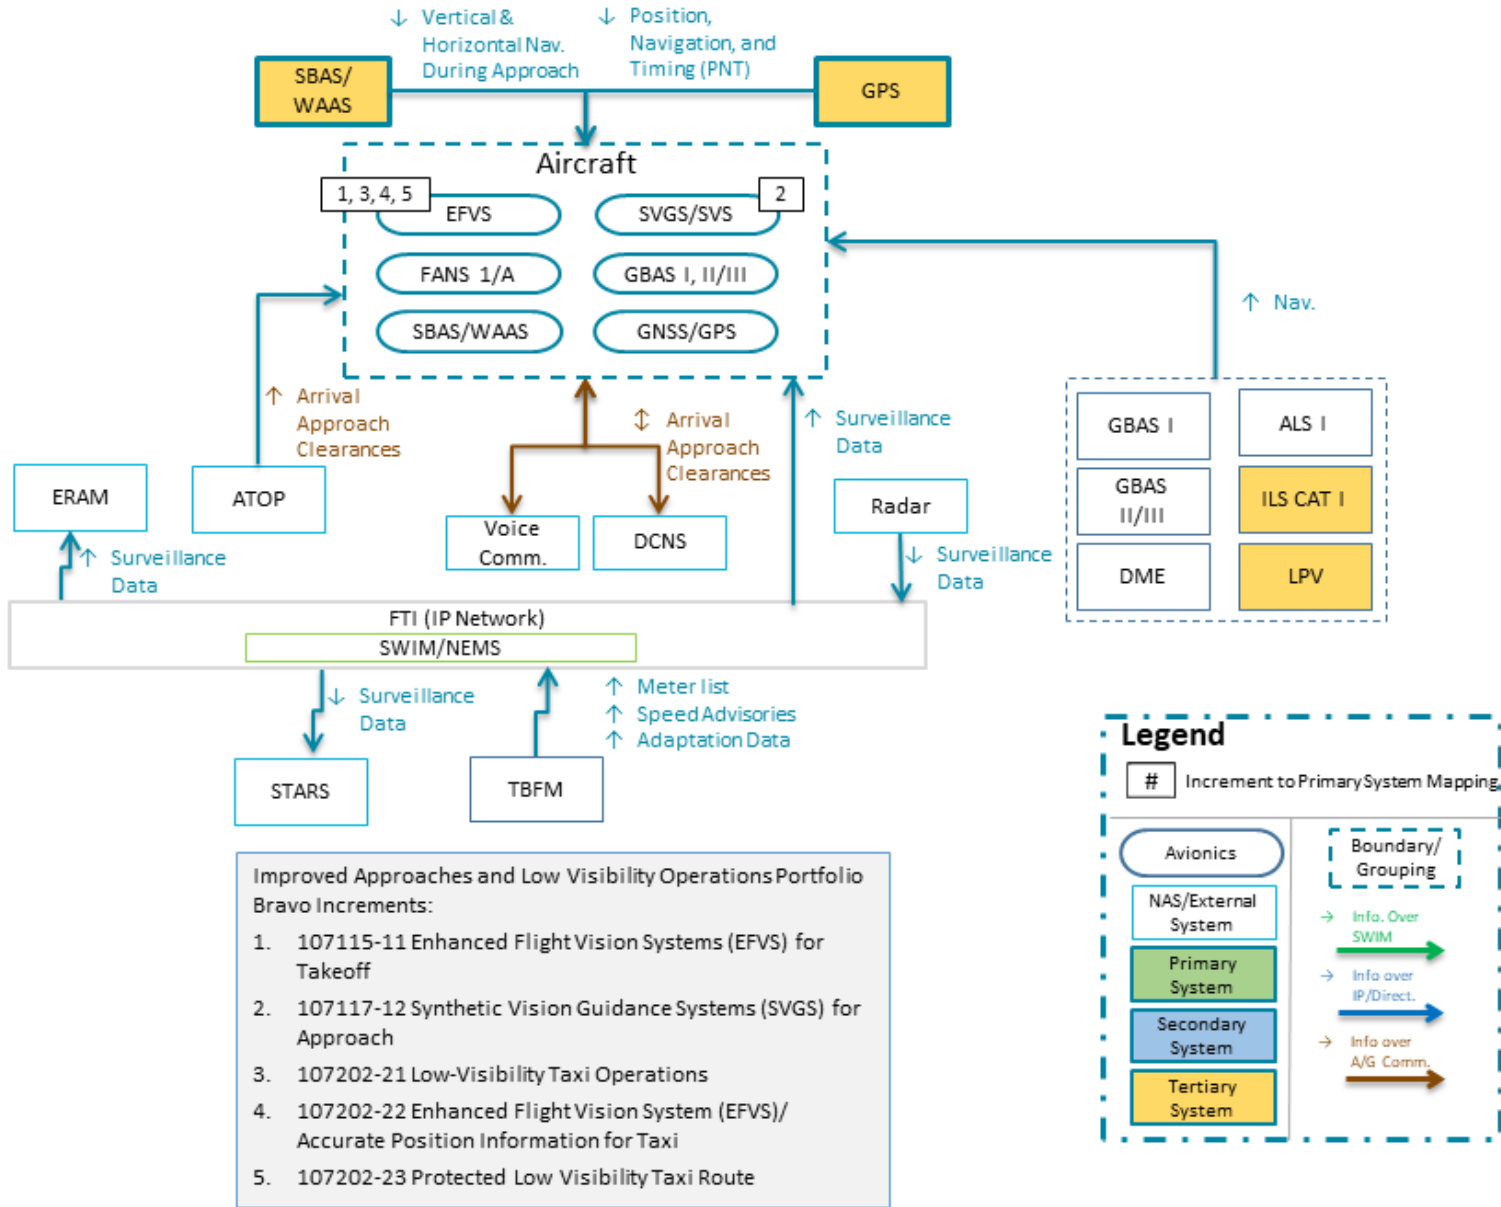 ↓ Vertical &
Horizontal Nav.
During Approach
↓ Position,
Navigation, and
Timing (PNT)
SBAS/
WAAS
GPS
Aircraft
1, 3, 4, 5
EFVS
2
SVGS/SVS
FANS 1/A
GBAS I, II/III
SBAS/WAAS
GNSS/GPS
↑ Nav.
↑ Arrival
Approach
Clearances
↕ Arrival
Approach
Clearances
↑ Surveillance
Data
GBAS I
ALS I
GBAS
II/III
ILS CAT I
DME
LPV
ERAM
ATOP
Voice
Comm.
DCNS
Radar
↑ Surveillance
Data
↓ Surveillance
Data
FTI (IP Network)
SWIM/NEMS
↓ Surveillance
Data
↑ Meter list
↑ Speed Advisories
↑ Adaptation Data
STARS
TBFM
Improved Approaches and Low Visibility Operations Portfolio
Bravo Increments:
1. 107115-11 Enhanced Flight Vision Systems (EFVS) for
Takeoff
2. 107117-12 Synthetic Vision Guidance Systems (SVGS) for
Approach
3. 107202-21 Low-Visibility Taxi Operations
4. 107202-22 Enhanced Flight Vision System (EFVS)/
Accurate Position Information for Taxi
5. 107202-23 Protected Low Visibility Taxi Route
Legend
# Increment to Primary System Mapping
Avionics
NAS/External
System
Primary
System
Secondary
System
Tertiary
System
Boundary/
Grouping
→ Info. Over
SWIM
→ Info over
IP/Direct.
→ Info over
A/G Comm.